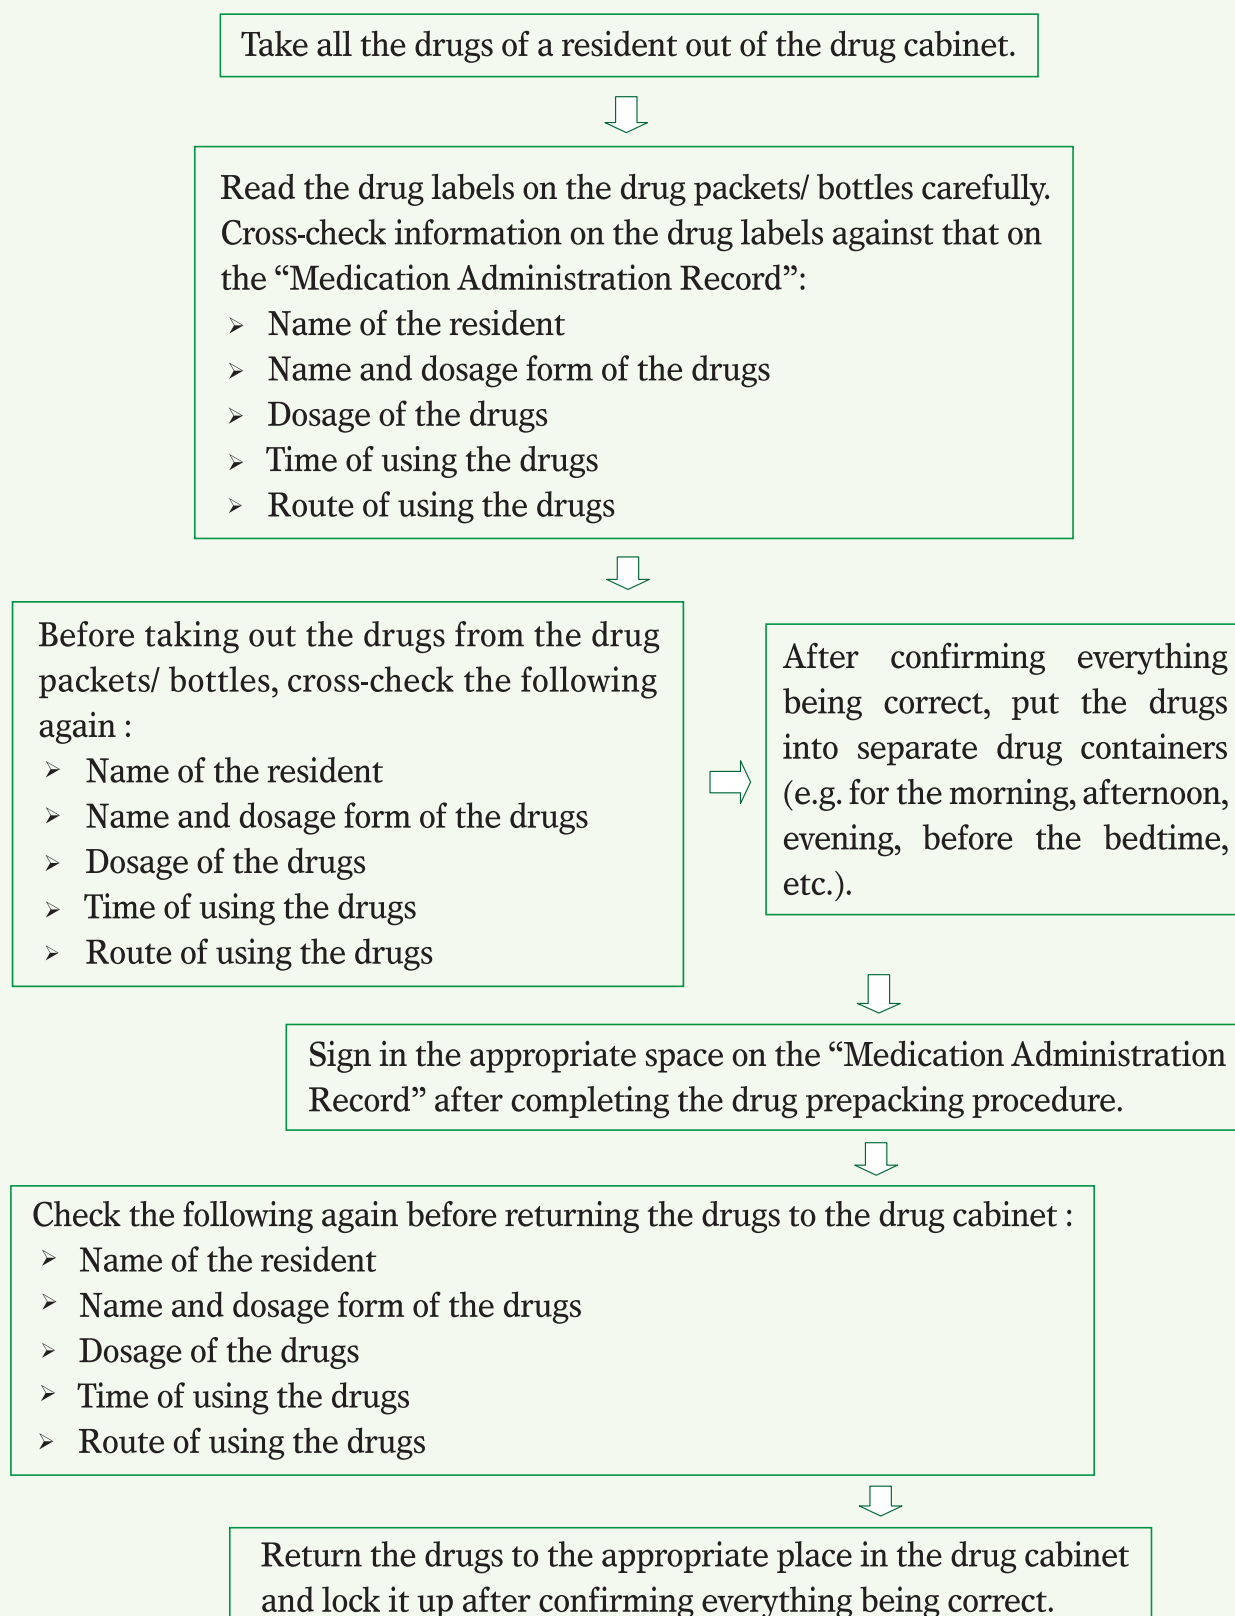 Take all the drugs of a resident out of the drug cabinet.
Read the drug labels on the drug packets/ bottles carefully.
Cross-check information on the drug labels against that on
the “Medication Administration Record”:
➢ Name of the resident
➢ Name and dosage form of the drugs
➢ Dosage of the drugs
➢ Time of using the drugs
➢ Route of using the drugs
Before taking out the drugs from the drug
packets/ bottles, cross-check the following
again :
➢ Name of the resident
➢ Name and dosage form of the drugs
➢ Dosage of the drugs
➢ Time of using the drugs
➢ Route of using the drugs
After confirming everything
being correct, put the drugs
into separate drug containers
(e.g. for the morning, afternoon,
evening, before the bedtime,
etc.).
Sign in the appropriate space on the “Medication Administration
Record” after completing the drug prepacking procedure.
Check the following again before returning the drugs to the drug cabinet :
➢ Name of the resident
➢ Name and dosage form of the drugs
➢ Dosage of the drugs
➢ Time of using the drugs
➢ Route of using the drugs
Return the drugs to the appropriate place in the drug cabinet
and lock it up after confirming everything being correct.